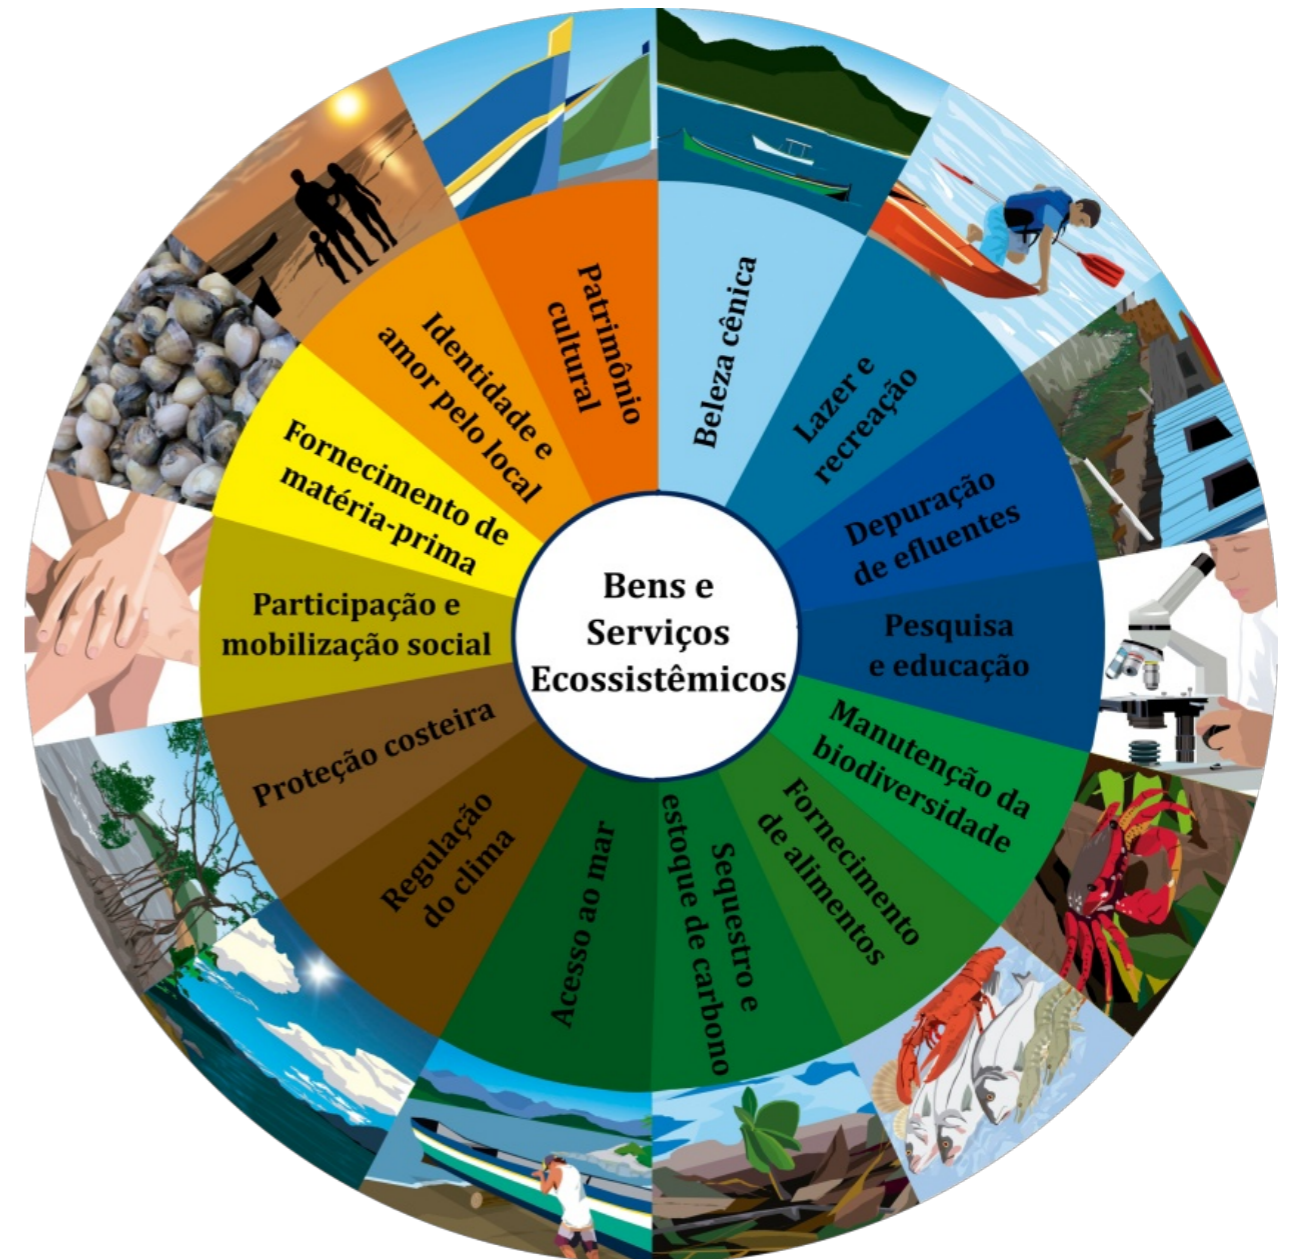 Bens e
Serviços
Ecossistêmicos
Beleza cênica
Lazer e
recreação
Depuração
de efluentes
Pesquisa
e educação
Manutenção da
biodiversidade
Fornecimento
de alimentos
Sequestro e
estoque de carbono
Acesso ao mar
Regulação
do clima
Proteção costeira
Participação e
mobilização social
Fornecimento de
matéria-prima
Identidade e
amor pelo local
Patrimônio
cultural